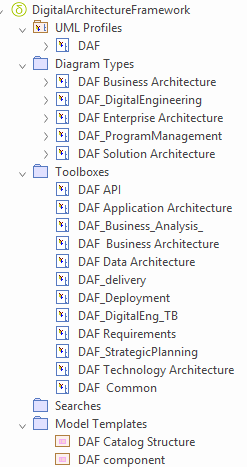 DigitalArchitectureFramework
UML Profiles
DAF
Diagram Types
DAF Business Architecture
DAF_DigitalEngineering
DAF Enterprise Architecture
DAF_ProgramManagement
DAF Solution Architecture
Toolboxes
DAF API
DAF Application Architecture
DAF_Business_Analysis_
DAF  Business Architecture
DAF Data Architecture
DAF_delivery
DAF_Deployment
DAF_DigitalEng_TB
DAF Requirements
DAF_StrategicPlanning
DAF Technology Architecture
DAF  Common
Searches
Model Templates
DAF Catalog Structure
DAF component